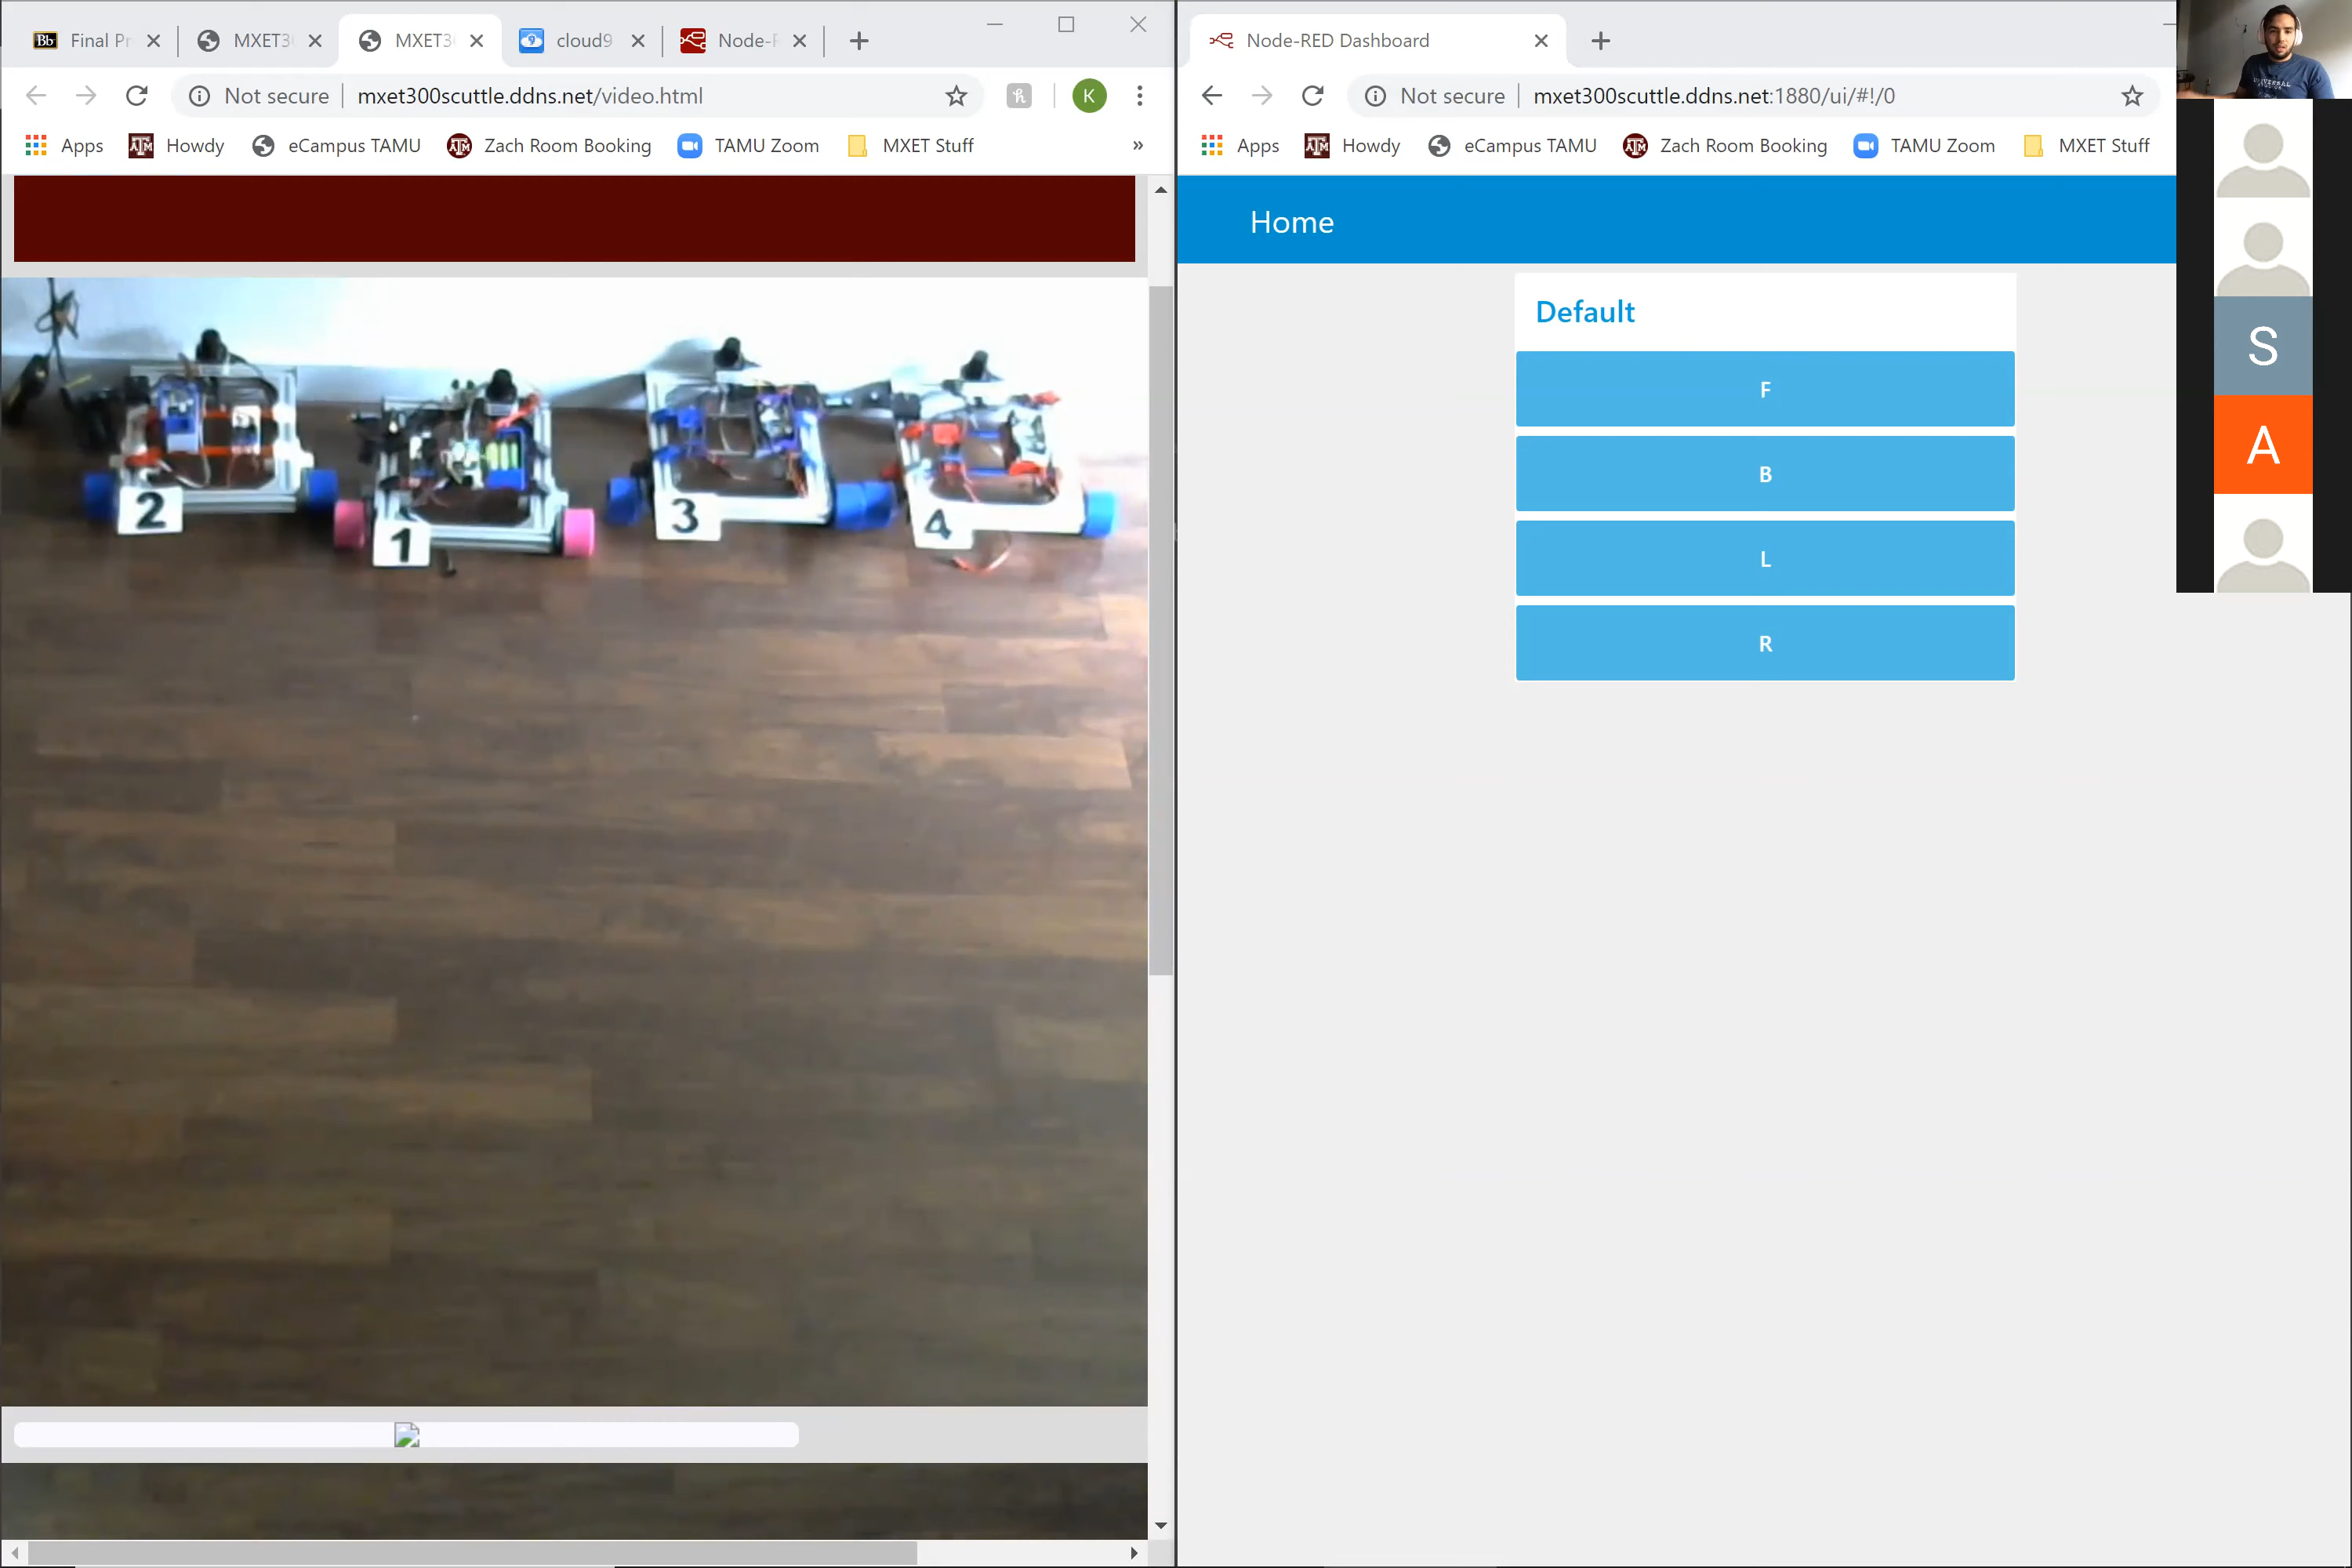 Bb Final Pr
MXET3
MXET3
cloud9
Node-R
Not secure mxet300scuttle.ddns.net/video.html
K
Apps
Howdy
eCampus TAMU
Zach Room Booking
TAMU Zoom
MXET Stuff
»
2
1
3
4
Node-RED Dashboard
Not secure mxet300scuttle.ddns.net:1880/ui/#!/0
Apps
Howdy
eCampus TAMU
Zach Room Booking
TAMU Zoom
MXET Stuff
Home
Default
F
B
L
R
UNIVERSAL
S
A